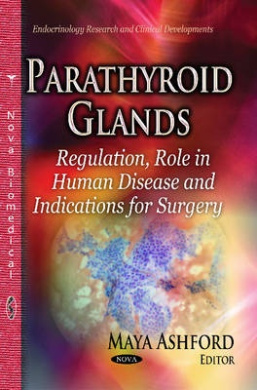 Endocrinology Research and Clinical Developments
PARATHYROID
GLANDS
Regulation, Role in
Human Disease and
Indications for Surgery
MAYA ASHFORD
EDITOR
NOVA
Nova Biomedical